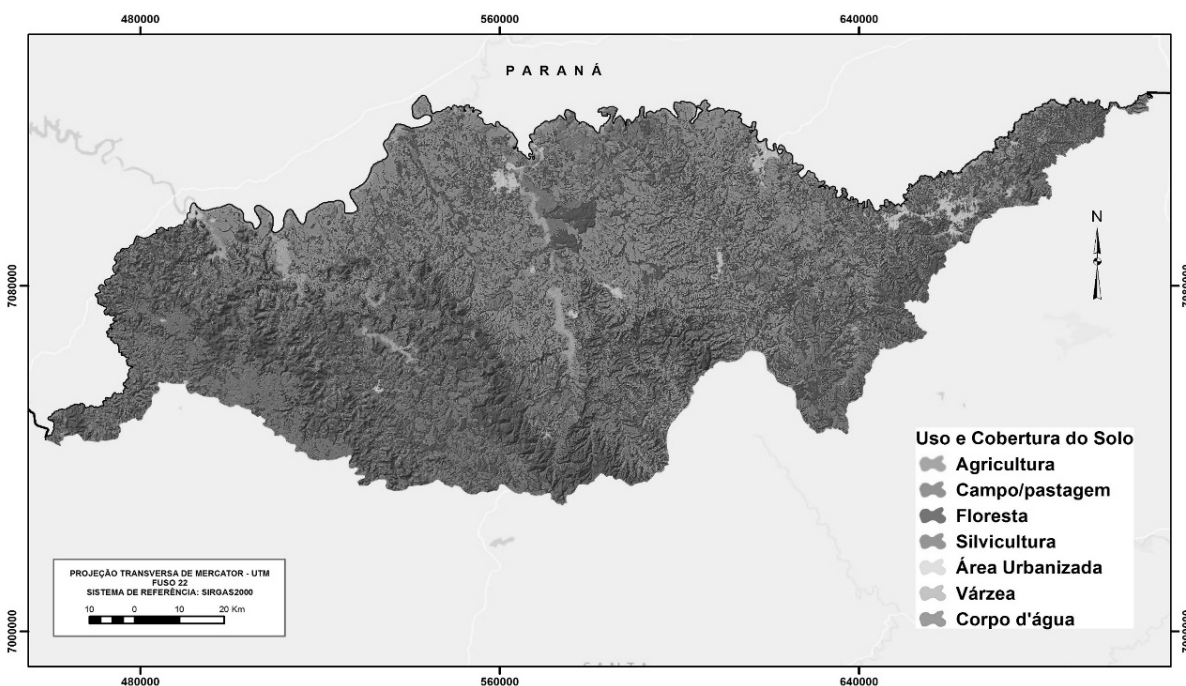 480000
560000
640000
P A R A N Á
N
7080000
7080000
Uso e Cobertura do Solo
Agricultura
Campo/pastagem
Floresta
Silvicultura
Área Urbanizada
Várzea
Corpo d'água
PROJEÇÃO TRANSVERSA DE MERCATOR - UTM
FUSO 22
SISTEMA DE REFERÊNCIA: SIRGAS2000
10 0 10 20 Km
7000000
7000000
480000
560000
640000